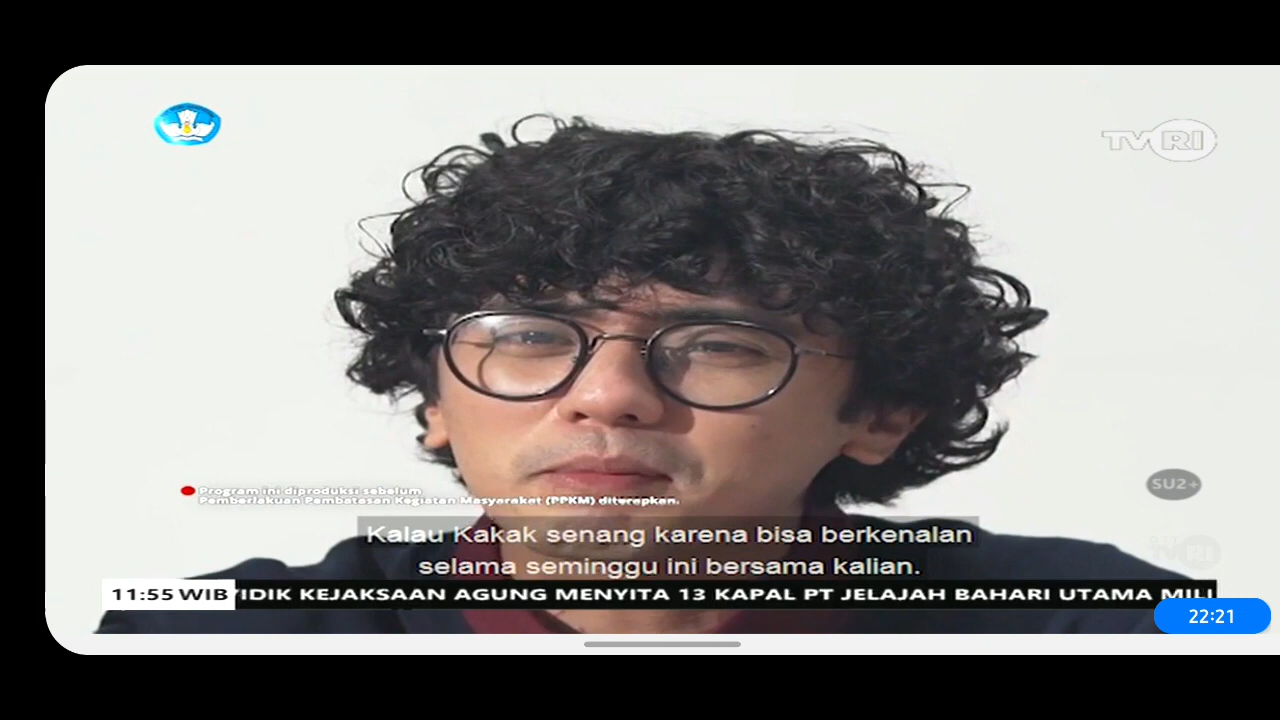 TVRI
Program ini diproduksi sebelum
Pemberlakuan Pembatasan Kegiatan Masyarakat (PPKM) diterapkan.
SU2+
TVRI
Kalau Kakak senang karena bisa berkenalan
selama seminggu ini bersama kalian.
11:55 WIB
IDIK KEJAKSAAN AGUNG MENYITA 13 KAPAL PT JELAJAH BAHARI UTAMA MILI
22:21